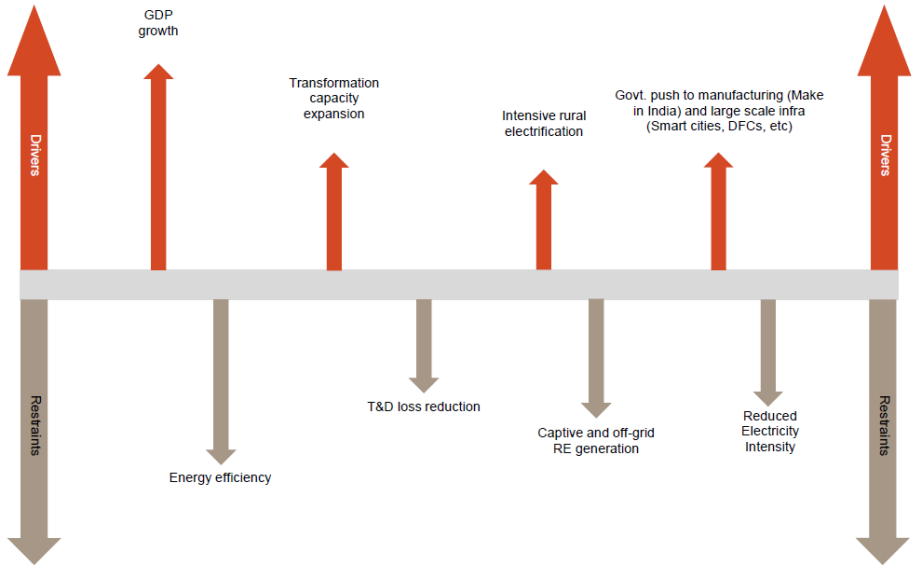 GDP
growth
Transformation
capacity
expansion
Intensive rural
electrification
Govt. push to manufacturing (Make
in India) and large scale infra
(Smart cities, DFCs, etc)
Drivers
Drivers
Restraints
Restraints
Energy efficiency
T&D loss reduction
Captive and off-grid
RE generation
Reduced
Electricity
Intensity